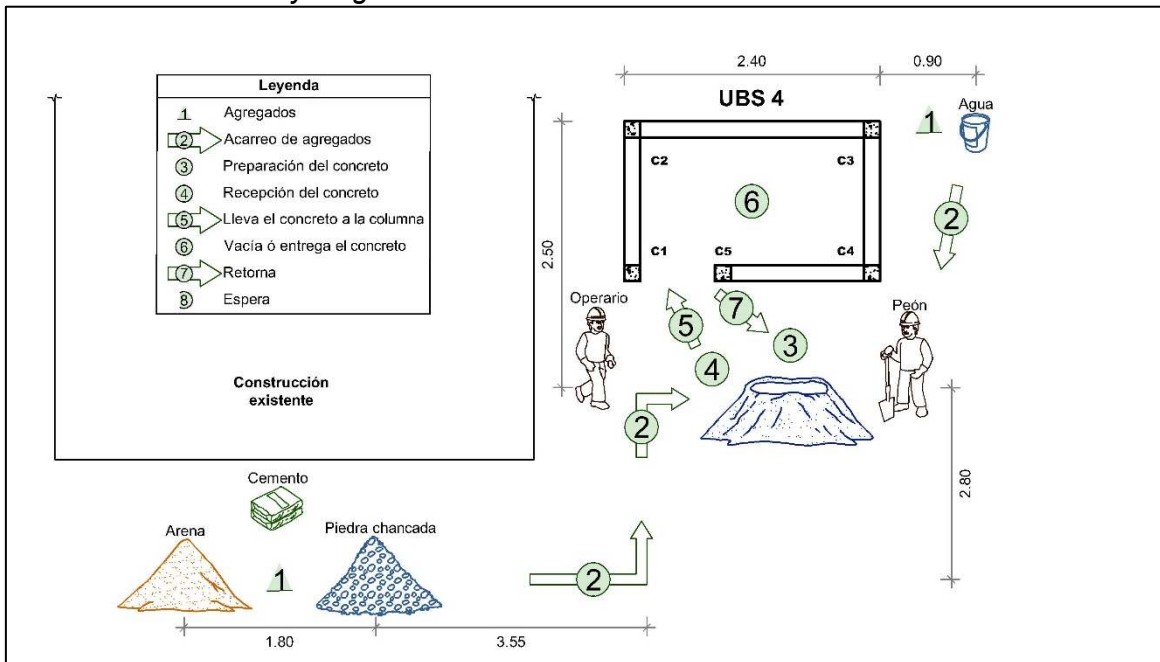 2.40
0.90
Leyenda
1 Agregados
2 Acarreo de agregados
3 Preparación del concreto
4 Recepción del concreto
5 Lleva el concreto a la columna
6 Vacía ó entrega el concreto
7 Retorna
8 Espera
UBS 4
Agua
1
C2
C3
6
2
2.50
C1
C5
C4
Operario
7
Peón
5
3
4
Construcción
existente
2
2.80
Cemento
Arena
Piedra chancada
1
2
1.80
3.55